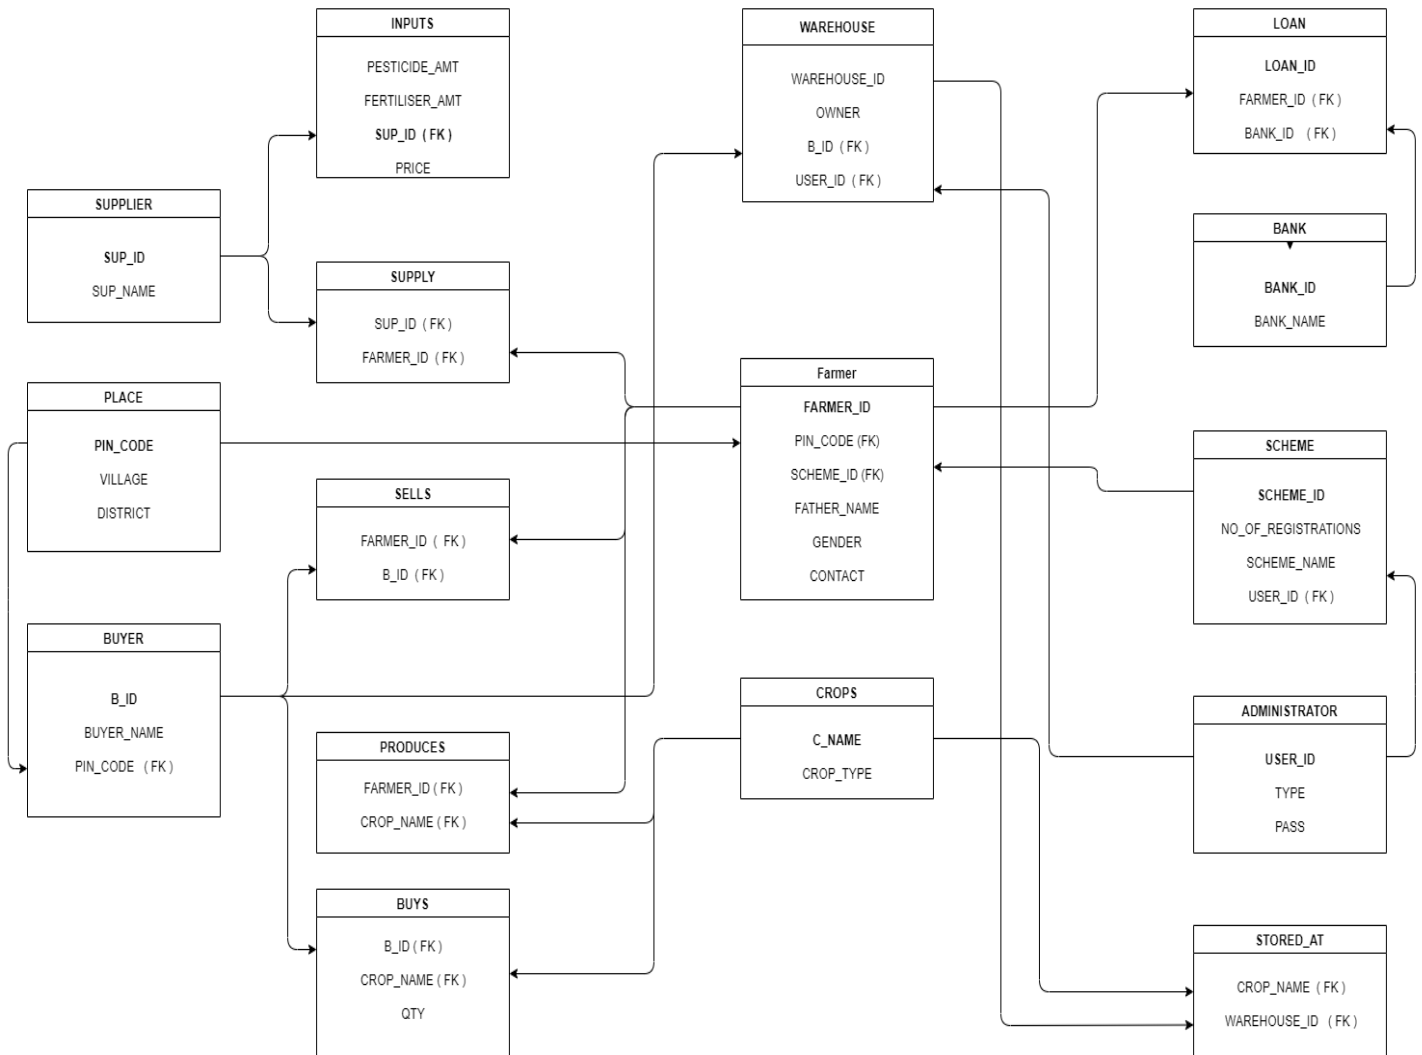 INPUTS
PESTICIDE_AMT
FERTILISER_AMT
SUP_ID ( FK )
PRICE
SUPPLIER
SUP_ID
SUP_NAME
SUPPLY
SUP_ID ( FK )
FARMER_ID ( FK )
PLACE
PIN_CODE
VILLAGE
DISTRICT
SELLS
FARMER_ID ( FK )
B_ID ( FK )
BUYER
B_ID
BUYER_NAME
PIN_CODE ( FK )
PRODUCES
FARMER_ID ( FK )
CROP_NAME ( FK )
BUYS
B_ID ( FK )
CROP_NAME ( FK )
QTY
WAREHOUSE
WAREHOUSE_ID
OWNER
B_ID ( FK )
USER_ID ( FK )
Farmer
FARMER_ID
PIN_CODE (FK)
SCHEME_ID (FK)
FATHER_NAME
GENDER
CONTACT
CROPS
C_NAME
CROP_TYPE
LOAN
LOAN_ID
FARMER_ID ( FK )
BANK_ID ( FK )
BANK
BANK_ID
BANK_NAME
SCHEME
SCHEME_ID
NO_OF_REGISTRATIONS
SCHEME_NAME
USER_ID ( FK )
ADMINISTRATOR
USER_ID
TYPE
PASS
STORED_AT
CROP_NAME ( FK )
WAREHOUSE_ID ( FK )